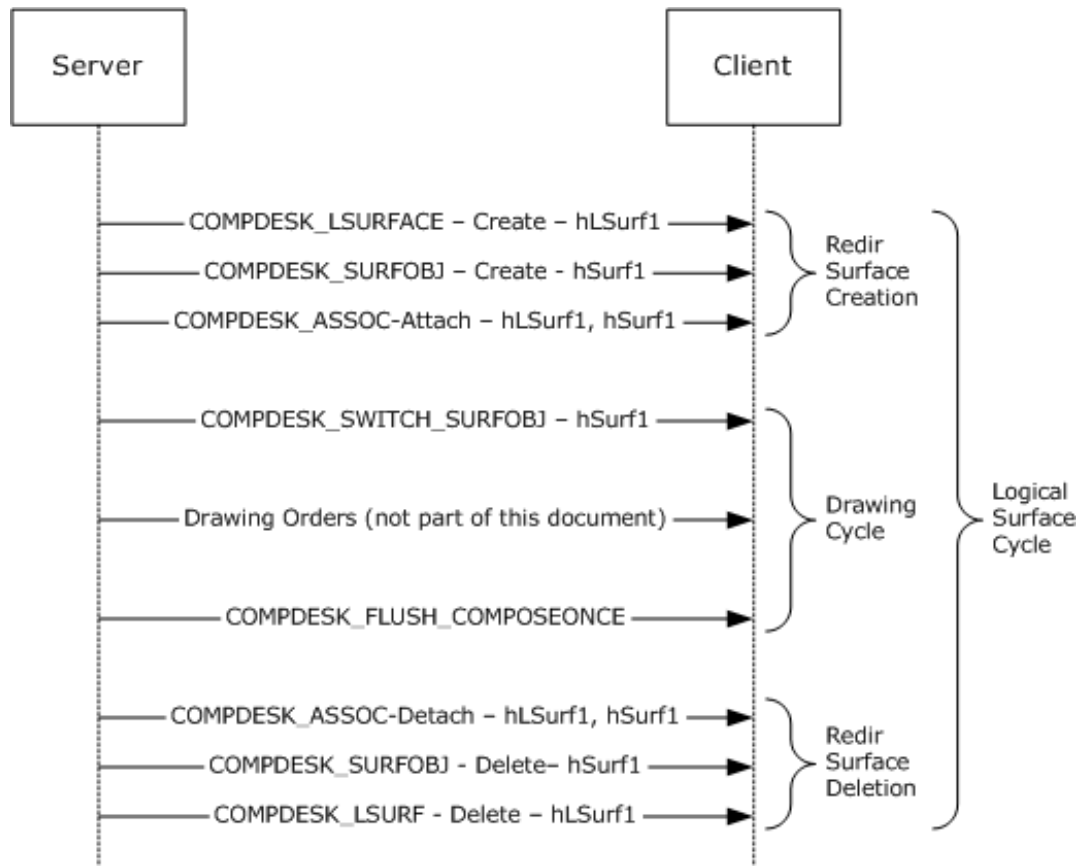 Server
Client
COMPDESK_LSURFACE – Create – hLSurf1
COMPDESK_SURFOBJ – Create - hSurf1
COMPDESK_ASSOC-Attach – hLSurf1, hSurf1
Redir
Surface
Creation
COMPDESK_SWITCH_SURFOBJ – hSurf1
Drawing Orders (not part of this document)
COMPDESK_FLUSH_COMPOSEONCE
Drawing
Cycle
Logical
Surface
Cycle
COMPDESK_ASSOC-Detach – hLSurf1, hSurf1
COMPDESK_SURFOBJ - Delete– hSurf1
COMPDESK_LSURF - Delete – hLSurf1
Redir
Surface
Deletion